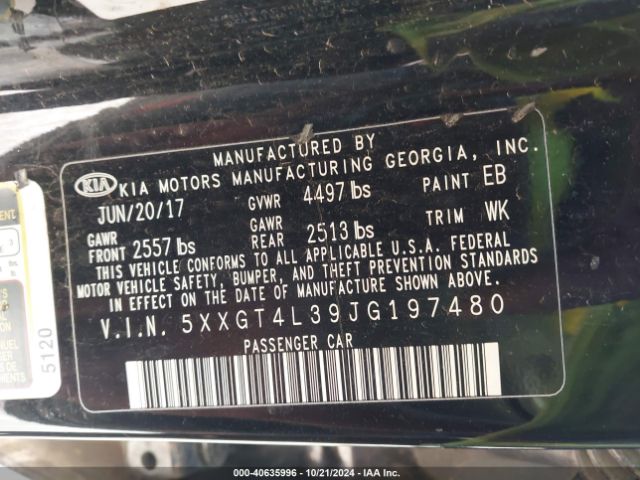 MANUFACTURED BY
KIA KIA MOTORS MANUFACTURING GEORGIA, INC.
JUN/20/17 GVWR 4497 lbs PAINT EB
GAWR FRONT 2557 lbs GAWR REAR 2513 lbs TRIM WK
THIS VEHICLE CONFORMS TO ALL APPLICABLE U.S.A. FEDERAL
MOTOR VEHICLE SAFETY, BUMPER, AND THEFT PREVENTION STANDARDS
IN EFFECT ON THE DATE OF MANUFACTURE SHOWN ABOVE.
V.I.N. 5XXGT4L39JG197480
PASSENGER CAR
5120
000-40635996 - 10/21/2024 - IAA Inc.